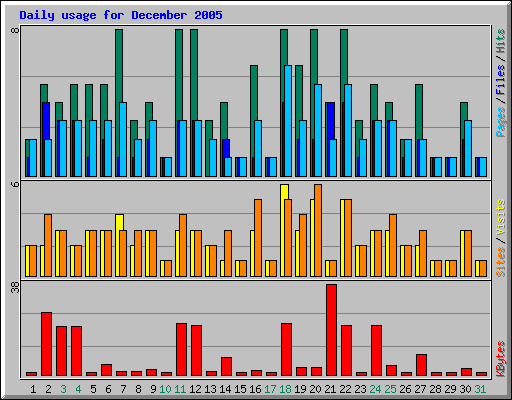 Daily usage for December 2005
8
Pages / Files / Hits
6
Sites / Visits
38
KBytes
1 2 3 4 5 6 7 8 9 10 11 12 13 14 15 16 17 18 19 20 21 22 23 24 25 26 27 28 29 30 31